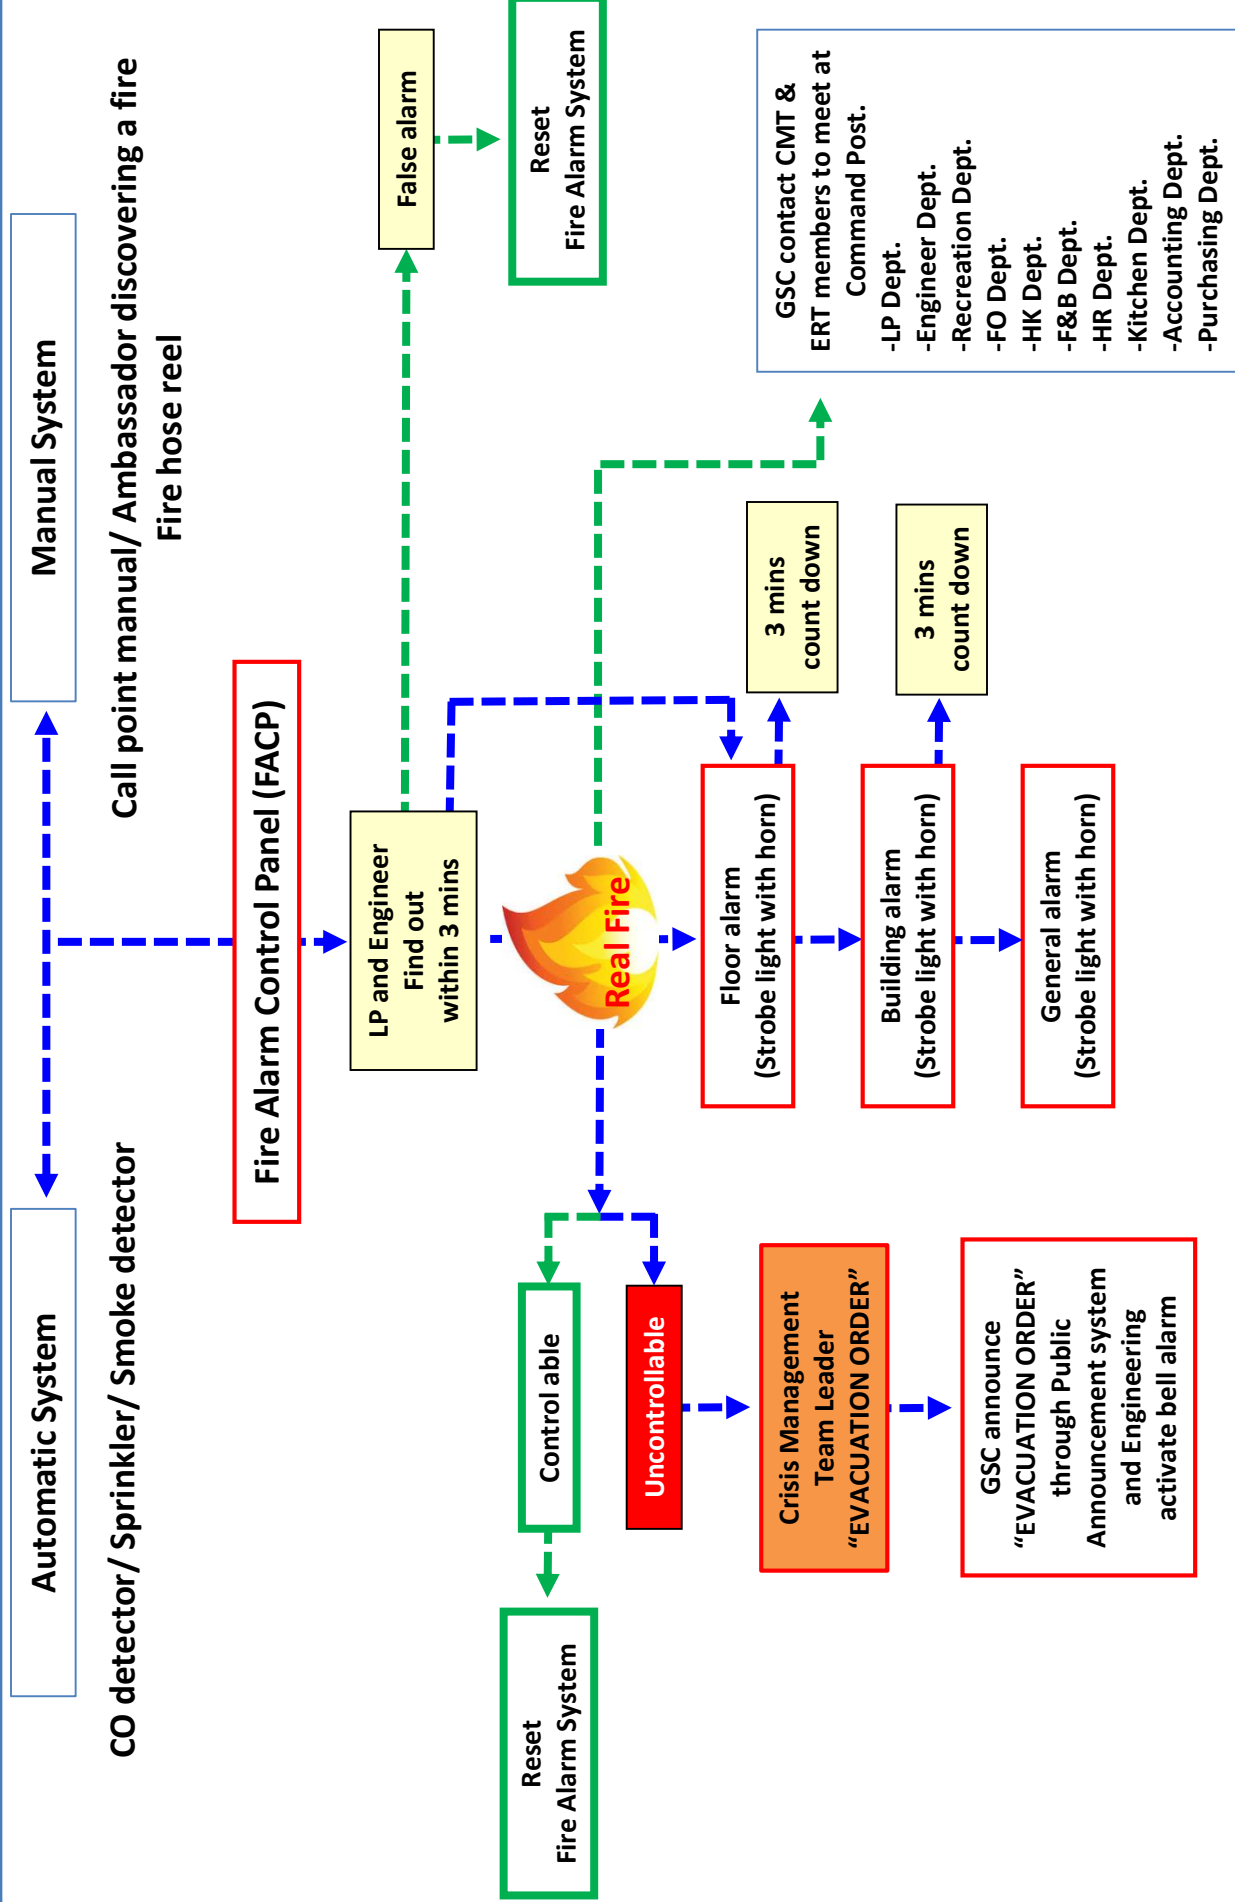 Automatic System
Manual System
CO detector/ Sprinkler/ Smoke detector
Call point manual/ Ambassador discovering a fire
Fire hose reel
Fire Alarm Control Panel (FACP)
LP and Engineer
Find out
within 3 mins
False alarm
Reset
Fire Alarm System
Real Fire
Control able
Reset
Fire Alarm System
Uncontrollable
Crisis Management
Team Leader
“EVACUATION ORDER”
GSC announce
“EVACUATION ORDER”
through Public
Announcement system
and Engineering
activate bell alarm
Floor alarm
(Strobe light with horn)
3 mins
count down
Building alarm
(Strobe light with horn)
3 mins
count down
General alarm
(Strobe light with horn)
GSC contact CMT &
ERT members to meet at
Command Post.
-LP Dept.
-Engineer Dept.
-Recreation Dept.
-FO Dept.
-HK Dept.
-F&B Dept.
-HR Dept.
-Kitchen Dept.
-Accounting Dept.
-Purchasing Dept.